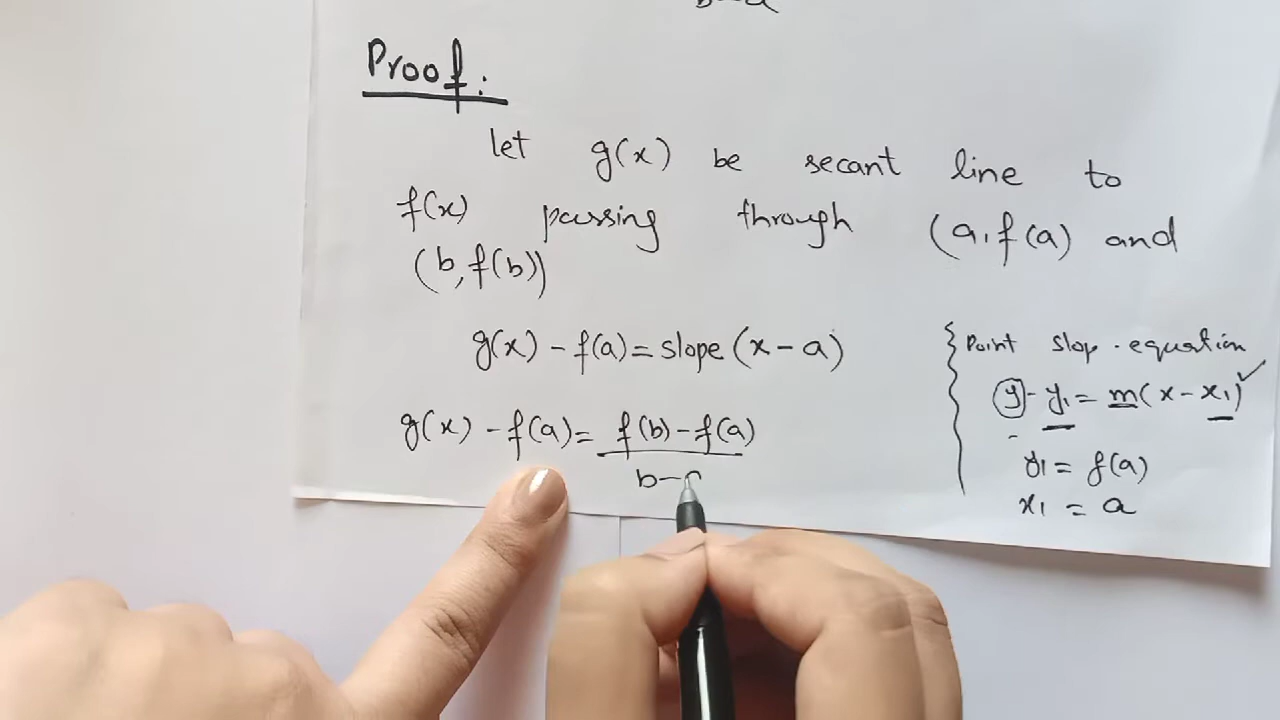 Proof:
let g(x) be secant line to
f(x) passing through (a, f(a) and
(b, f(b))
g(x) - f(a) = slope (x - a)
g(x) - f(a) = f(b) - f(a)
b -
Point slop. equation
y - y1 = m(x - x1) ✓
y1 = f(a)
x1 = a